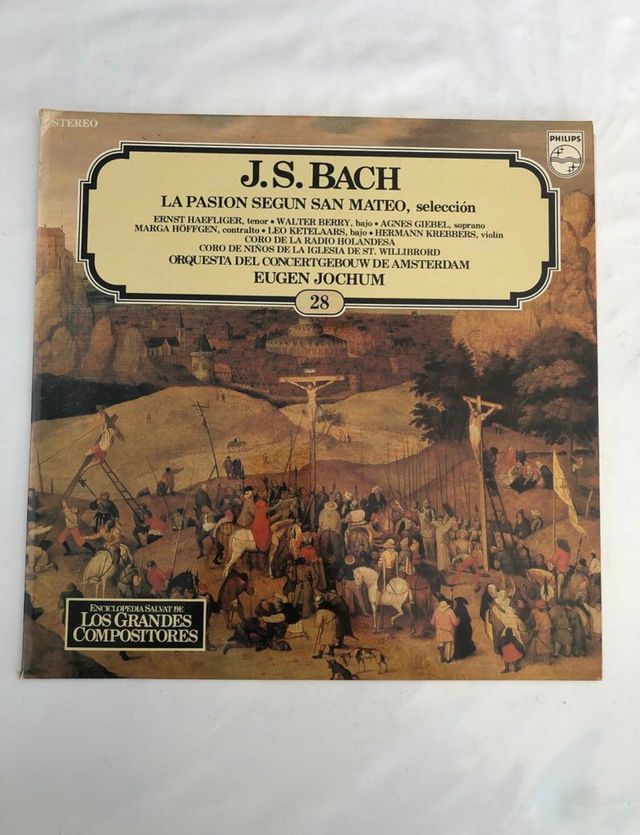 STEREO
PHILIPS
J.S. BACH
LA PASION SEGUN SAN MATEO, selección
ERNST HAEFLIGER, tenor • WALTER BERRY, bajo • AGNES GIEBEL, soprano
MARGA HÖFFGEN, contralto • LEO KETELAARS, bajo • HERMANN KREBBERS, violin
CORO DE LA RADIO HOLANDESA
CORO DE NIÑOS DE LA IGLESIA DE ST. WILLIBRORD
ORQUESTA DEL CONCERTGEBOUW DE AMSTERDAM
EUGEN JOCHUM
28
ENCICLOPEDIA SALVAT DE
LOS GRANDES
COMPOSITORES